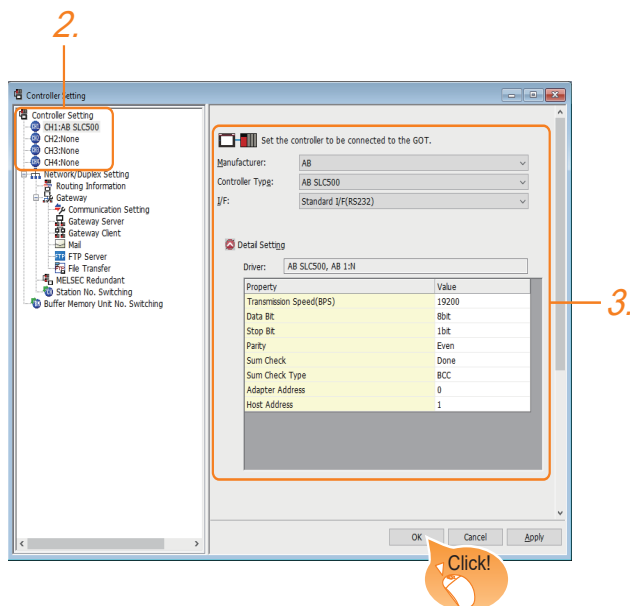 2.
Controller Setting
Controller Setting
CH1:AB SLC500
CH2:None
CH3:None
CH4:None
Network/Duplex Setting
Routing Information
Gateway
Communication Setting
Gateway Server
Gateway Client
Mail
FTP Server
File Transfer
MELSEC Redundant
Station No. Switching
Buffer Memory Unit No. Switching
Set the controller to be connected to the GOT.
Manufacturer: AB
Controller Type: AB SLC500
I/F: Standard I/F(RS232)
Detail Setting
Driver: AB SLC500, AB 1:N
Property Value
Transmission Speed(BPS) 19200
Data Bit 8bit
Stop Bit 1bit
Parity Even
Sum Check Done
Sum Check Type BCC
Adapter Address 0
Host Address 1
3.
OK Cancel Apply
Click!